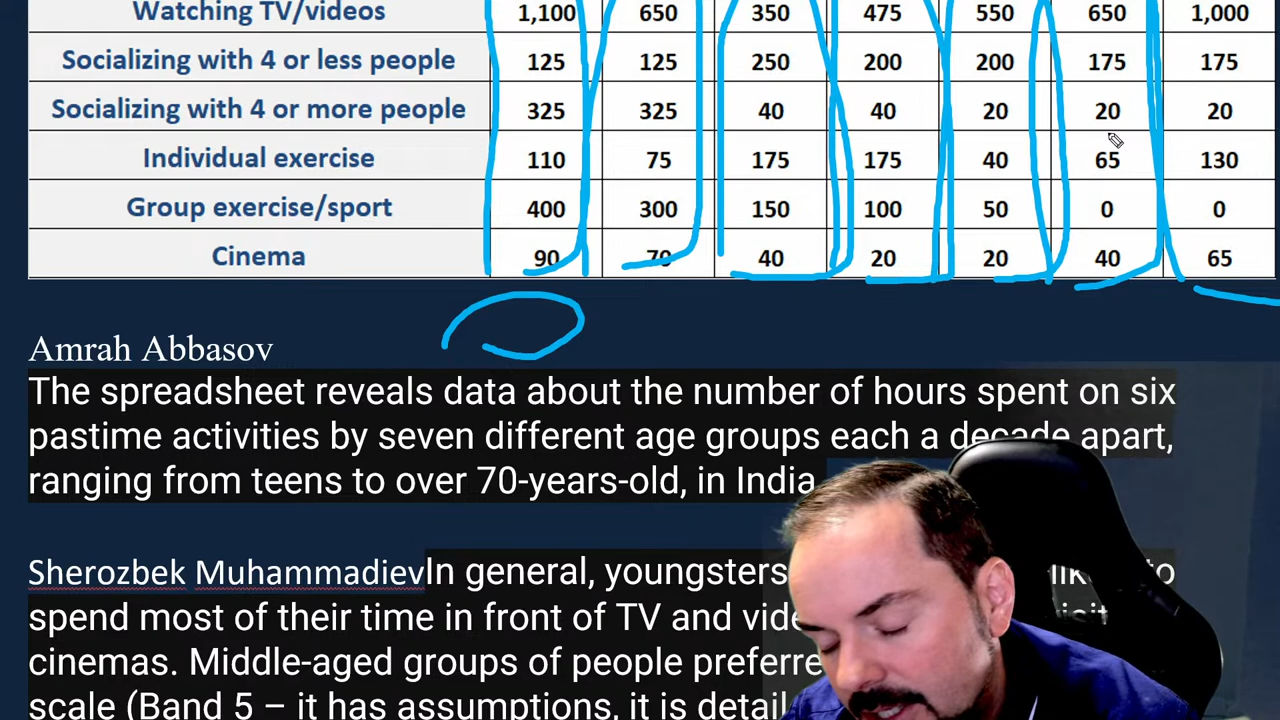 Watching TV/videos 1,100 650 350 475 550 650 1,000
Socializing with 4 or less people 125 125 250 200 200 175 175
Socializing with 4 or more people 325 325 40 40 20 20 20
Individual exercise 110 75 175 175 40 65 130
Group exercise/sport 400 300 150 100 50 0 0
Cinema 90 70 40 20 20 40 65
Amrah Abbasov
The spreadsheet reveals data about the number of hours spent on six
pastime activities by seven different age groups each a decade apart,
ranging from teens to over 70-years-old, in India
Sherozbek MuhammadievIn general, youngsters to
spend most of their time in front of TV and
cinemas. Middle-aged groups of people
scale (Band 5 – it has assumptions, it is